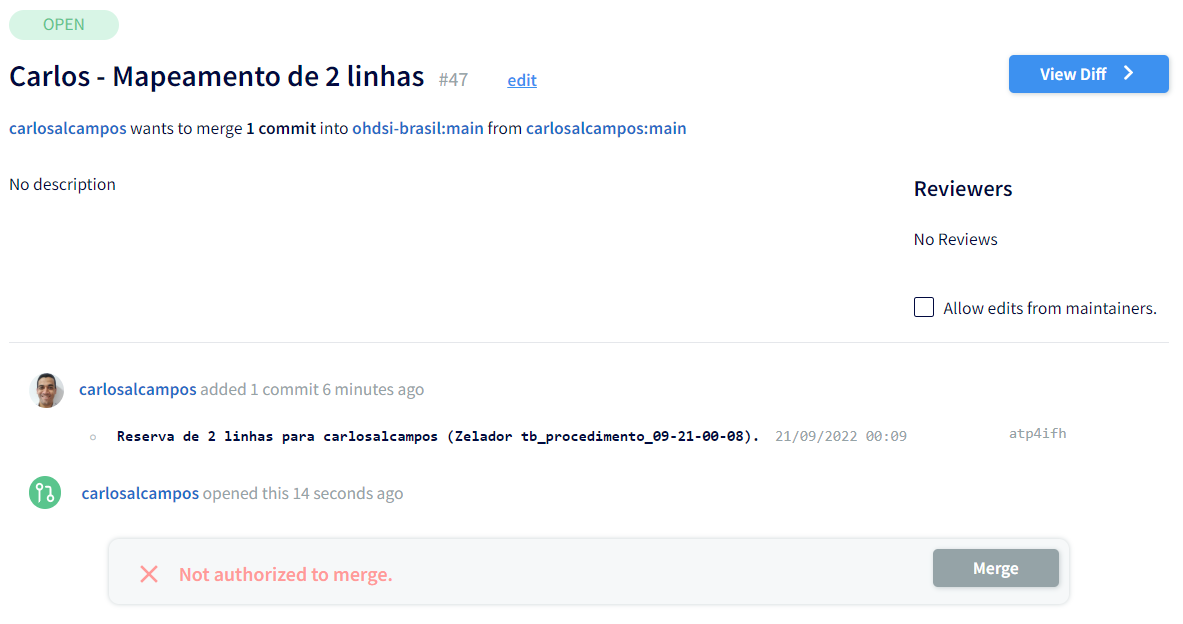 OPEN
Carlos - Mapeamento de 2 linhas #47 edit
View Diff
carlosalcampos wants to merge 1 commit into ohdsi-brasil:main from carlosalcampos:main
No description
Reviewers
No Reviews
Allow edits from maintainers.
carlosalcampos added 1 commit 6 minutes ago
Reserva de 2 linhas para carlosalcampos (Zelador tb_procedimento_09-21-00-08). 21/09/2022 00:09 atp4ifh
carlosalcampos opened this 14 seconds ago
Not authorized to merge.
Merge